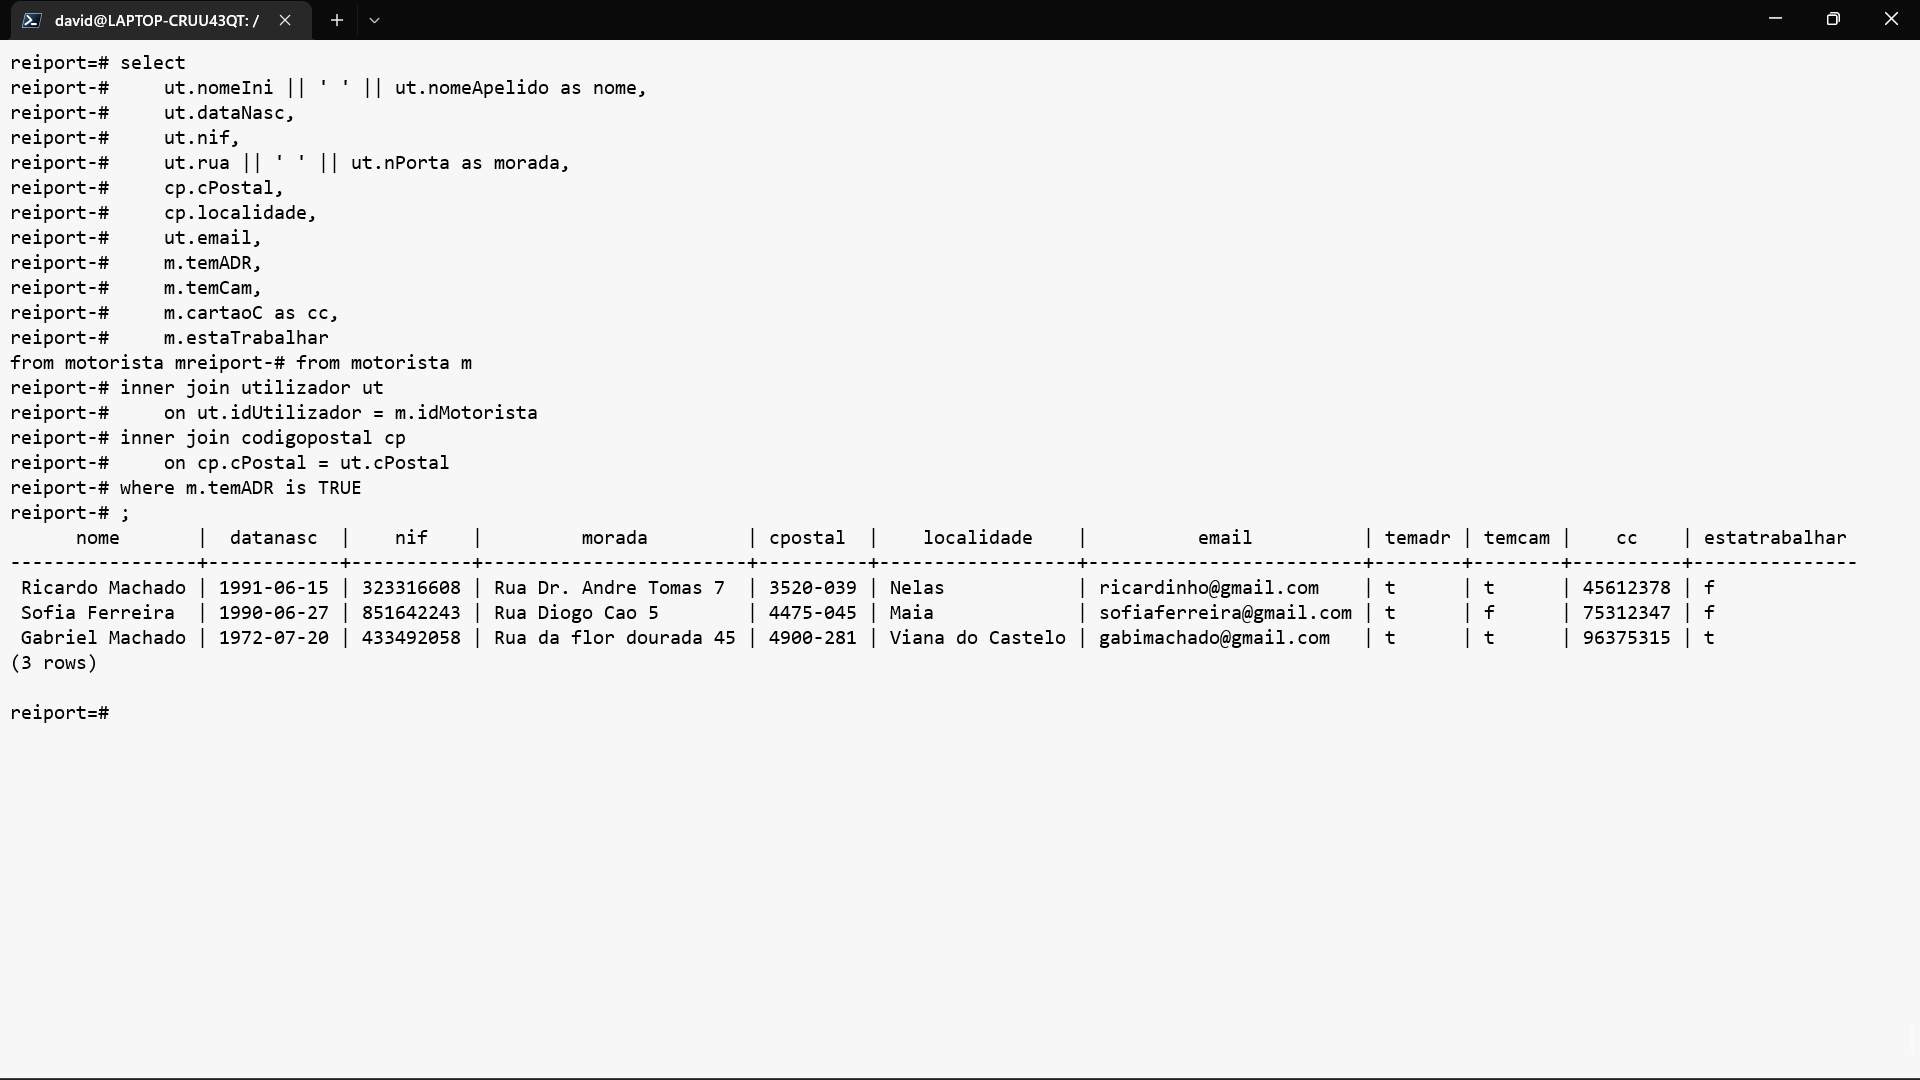 david@LAPTOP-CRUU43QT: /
reiport=# select
reiport-#     ut.nomeIni || ' ' || ut.nomeApelido as nome,
reiport-#     ut.dataNasc,
reiport-#     ut.nif,
reiport-#     ut.rua || ' ' || ut.nPorta as morada,
reiport-#     cp.cPostal,
reiport-#     cp.localidade,
reiport-#     ut.email,
reiport-#     m.temADR,
reiport-#     m.temCam,
reiport-#     m.cartaoC as cc,
reiport-#     m.estaTrabalhar
from motorista mreiport-# from motorista m
reiport-# inner join utilizador ut
reiport-#     on ut.idUtilizador = m.idMotorista
reiport-# inner join codigopostal cp
reiport-#     on cp.cPostal = ut.cPostal
reiport-# where m.temADR is TRUE
reiport-# ;
      nome       |  datanasc  |    nif    |         morada         | cpostal  |    localidade    |          email          | temadr | temcam |    cc    | estatrabalhar
-----------------+------------+-----------+------------------------+----------+------------------+-------------------------+--------+--------+----------+---------------
 Ricardo Machado | 1991-06-15 | 323316608 | Rua Dr. Andre Tomas 7  | 3520-039 | Nelas            | ricardinho@gmail.com    | t      | t      | 45612378 | f
 Sofia Ferreira  | 1990-06-27 | 851642243 | Rua Diogo Cao 5        | 4475-045 | Maia             | sofiaferreira@gmail.com | t      | f      | 75312347 | f
 Gabriel Machado | 1972-07-20 | 433492058 | Rua da flor dourada 45 | 4900-281 | Viana do Castelo | gabimachado@gmail.com   | t      | t      | 96375315 | t
(3 rows)
reiport=#